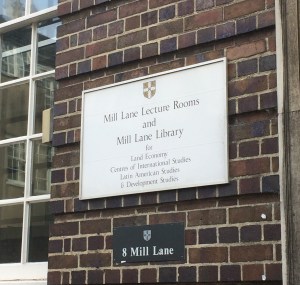 Mill Lane Lecture Rooms
and
Mill Lane Library
for
Land Economy
Centres of International Studies
Latin American Studies
& Development Studies
8 Mill Lane